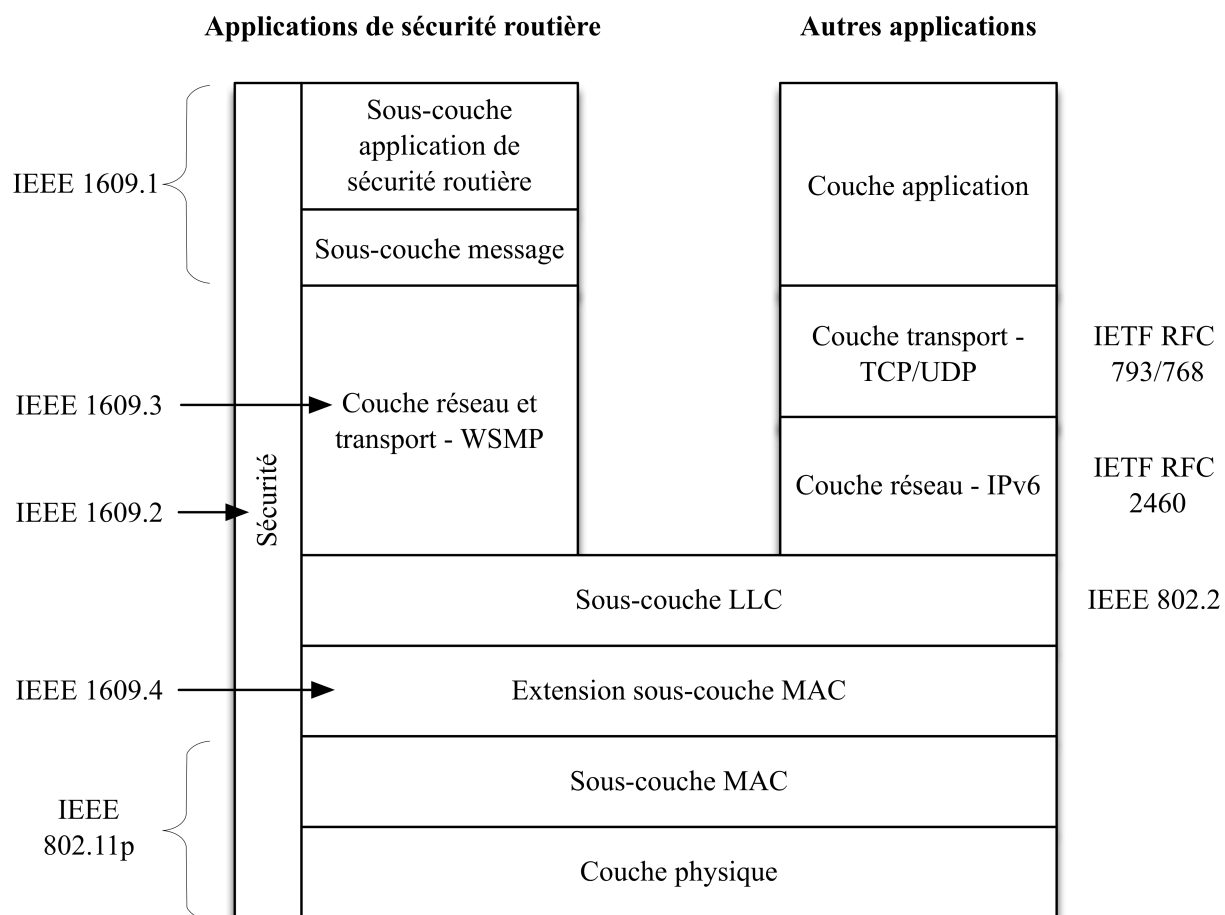 Applications de sécurité routière
Autres applications
IEEE 1609.1
Sous-couche
application de
sécurité routière
Sous-couche message
Couche application
IEEE 1609.3
Couche réseau et
transport - WSMP
Couche transport -
TCP/UDP
IETF RFC
793/768
IEEE 1609.2
Sécurité
Couche réseau - IPv6
IETF RFC
2460
Sous-couche LLC
IEEE 802.2
IEEE 1609.4
Extension sous-couche MAC
IEEE
802.11p
Sous-couche MAC
Couche physique